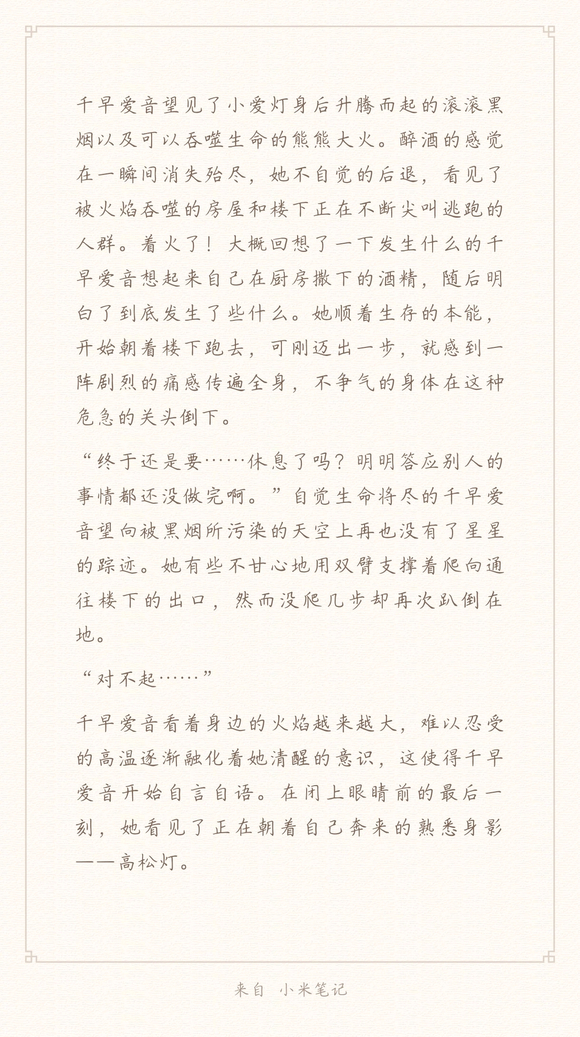 千早爱音望见了小爱灯身后升腾而起的滚滚黑
烟以及可以吞噬生命的熊熊大火。醉酒的感觉
在一瞬间消失殆尽，她不自觉的后退，看见了
被火焰吞噬的房屋和楼下正在不断尖叫逃跑的
人群。着火了！大概回想了一下发生什么的千
早爱音想起来自己在厨房撒下的酒精，随后明
白了到底发生了些什么。她顺着生存的本能，
开始朝着楼下跑去，可刚迈出一步，就感到一
阵剧烈的痛感传遍全身，不争气的身体在这种
危急的关头倒下。
“终于还是要……休息了吗？明明答应别人的
事情都还没做完啊。”自觉生命将尽的千早爱
音望向被黑烟所污染的天空上再也没有了星星
的踪迹。她有些不甘心地用双臂支撑着爬向通
往楼下的出口，然而没爬几步却再次趴倒在
地。
“对不起……”
千早爱音看着身边的火焰越来越大，难以忍受
的高温逐渐融化着她清醒的意识，这使得千早
爱音开始自言自语。在闭上眼睛前的最后一
刻，她看见了正在朝着自己奔来的熟悉身影
——高松灯。
来自 小米笔记